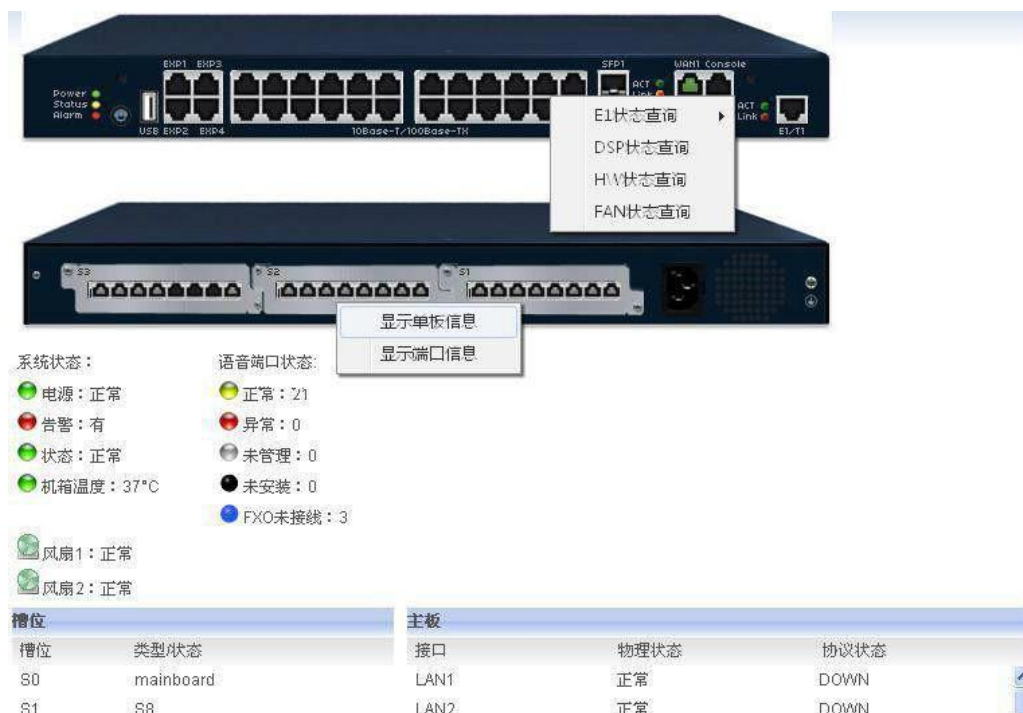 EXP1 EXP3 SFP1 WAN1 Console
Power
Status
Alarm
ACT
Link
ACT
Link
USB EXP2 EXP4 10Base-T/100Base-TX E1/T1
E1状态查询
DSP状态查询
HW状态查询
FAN状态查询
S3 S2 S1
显示单板信息
显示端口信息
系统状态： 语音端口状态:
电源：正常 正常：21
告警：有 异常：0
状态：正常 未管理：0
机箱温度：37°C 未安装：0
FXO未接线：3
风扇1：正常
风扇2：正常
槽位 主板
槽位 类型/状态 接口 物理状态 协议状态
S0 mainboard LAN1 正常 DOWN
S1 S8 LAN2 正常 DOWN